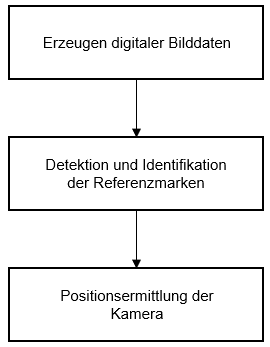 Erzeugen digitaler Bilddaten
Detektion und Identifikation
der Referenzmarken
Positionsermittlung der
Kamera